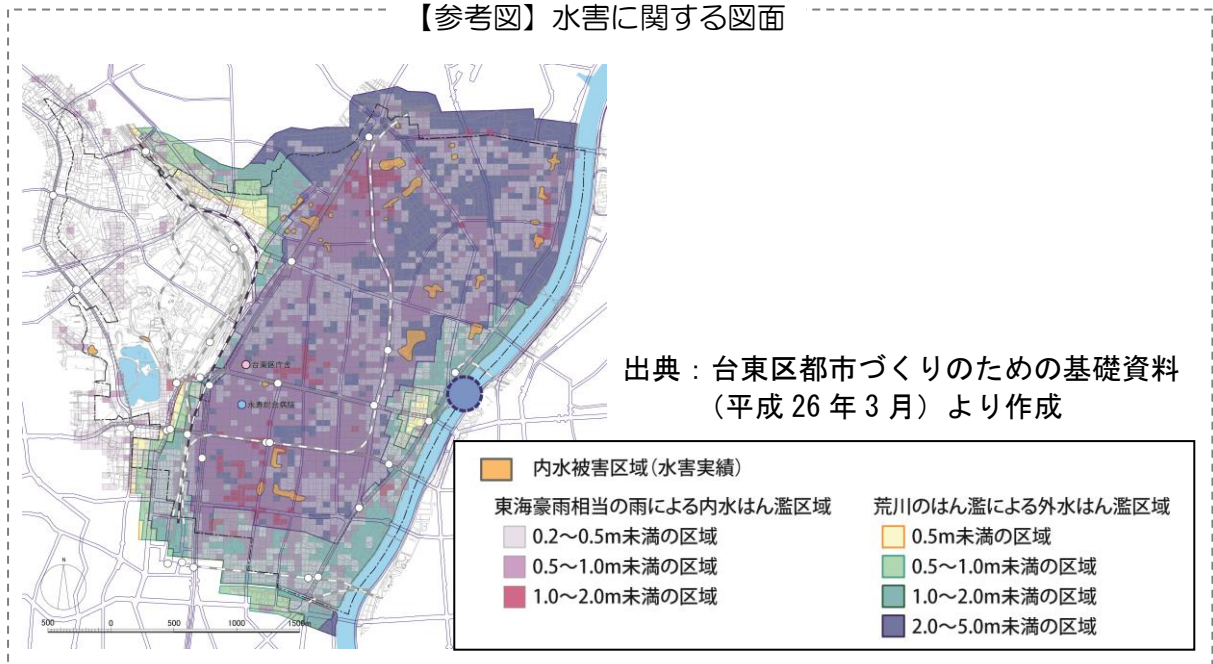 【参考図】水害に関する図面
台東区庁舎
永寿総合病院
N
500 0 500 1000 1500m
出典：台東区都市づくりのための基礎資料
（平成 26 年 3 月）より作成
内水被害区域(水害実績)
東海豪雨相当の雨による内水はん濫区域
0.2〜0.5m未満の区域
0.5〜1.0m未満の区域
1.0〜2.0m未満の区域
荒川のはん濫による外水はん濫区域
0.5m未満の区域
0.5〜1.0m未満の区域
1.0〜2.0m未満の区域
2.0〜5.0m未満の区域